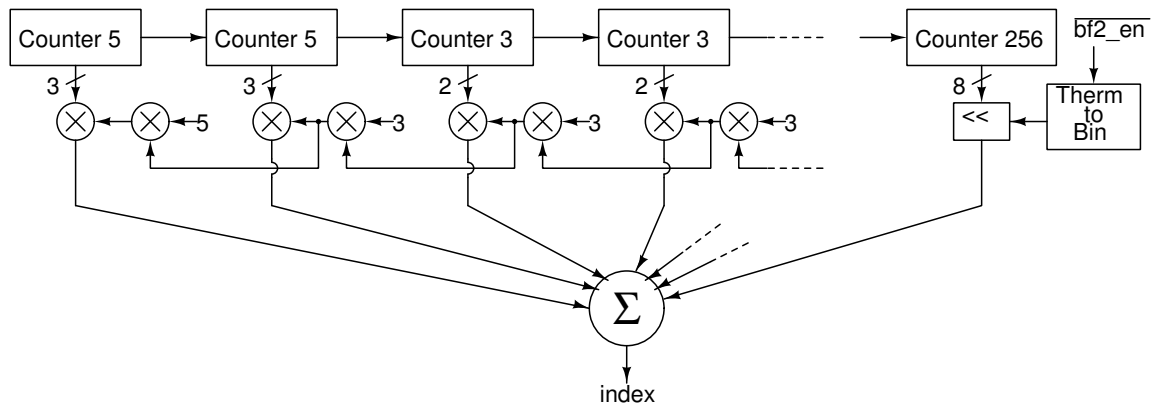 Counter 5
Counter 5
Counter 3
Counter 3
Counter 256
bf2_en
3
3
2
2
8
Therm
to
Bin
<<
5
3
3
3
Σ
index